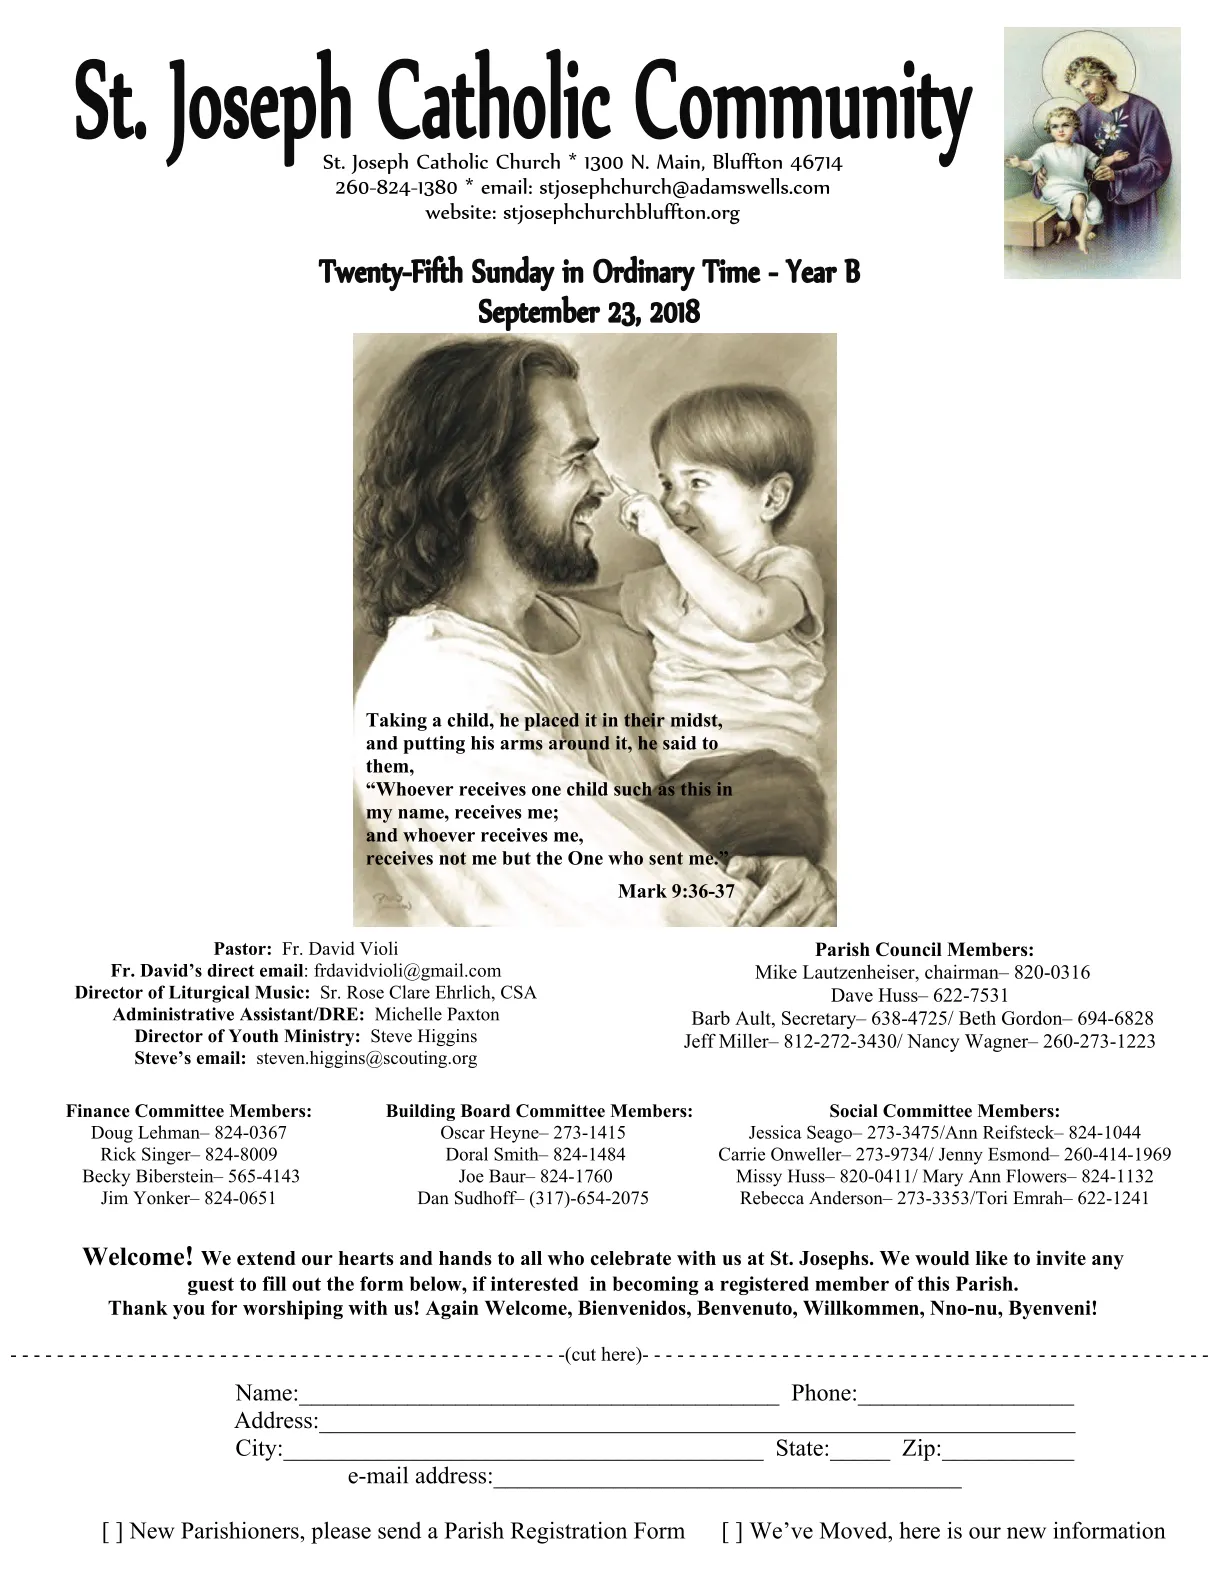 St. Joseph Catholic Community
St. Joseph Catholic Church * 1300 N. Main, Bluffton 46714
260-824-1380 * email: stjosephchurch@adamswells.com
website: stjosephchurchbluffton.org
Twenty-Fifth Sunday in Ordinary Time - Year B
September 23, 2018
Taking a child, he placed it in their midst,
and putting his arms around it, he said to
them,
“Whoever receives one child such as this in
my name, receives me;
and whoever receives me,
receives not me but the One who sent me.”
Mark 9:36-37
Pastor:  Fr. David Violi
Fr. David’s direct email: frdavidvioli@gmail.com
Director of Liturgical Music:  Sr. Rose Clare Ehrlich, CSA
Administrative Assistant/DRE:  Michelle Paxton
Director of Youth Ministry:  Steve Higgins
Steve’s email:  steven.higgins@scouting.org
Parish Council Members:
Mike Lautzenheiser, chairman– 820-0316
Dave Huss– 622-7531
Barb Ault, Secretary– 638-4725/ Beth Gordon– 694-6828
Jeff Miller– 812-272-3430/ Nancy Wagner– 260-273-1223
Finance Committee Members:
Doug Lehman– 824-0367
Rick Singer– 824-8009
Becky Biberstein– 565-4143
Jim Yonker– 824-0651
Building Board Committee Members:
Oscar Heyne– 273-1415
Doral Smith– 824-1484
Joe Baur– 824-1760
Dan Sudhoff– (317)-654-2075
Social Committee Members:
Jessica Seago– 273-3475/Ann Reifsteck– 824-1044
Carrie Onweller– 273-9734/ Jenny Esmond– 260-414-1969
Missy Huss– 820-0411/ Mary Ann Flowers– 824-1132
Rebecca Anderson– 273-3353/Tori Emrah– 622-1241
Welcome! We extend our hearts and hands to all who celebrate with us at St. Josephs. We would like to invite any
guest to fill out the form below, if interested  in becoming a registered member of this Parish.
Thank you for worshiping with us! Again Welcome, Bienvenidos, Benvenuto, Willkommen, Nno-nu, Byenveni!
- - - - - - - - - - - - - - - - - - - - - - - - - - - - - - - - - - - - - - - - - - - - - - - -(cut here)- - - - - - - - - - - - - - - - - - - - - - - - - - - - - - - - - - - - - - - - - - - - - - - -
Name:________________________________________ Phone:__________________
Address:_______________________________________________________________
City:________________________________________ State:_____ Zip:___________
e-mail address:_______________________________________
[ ] New Parishioners, please send a Parish Registration Form [ ] We’ve Moved, here is our new information